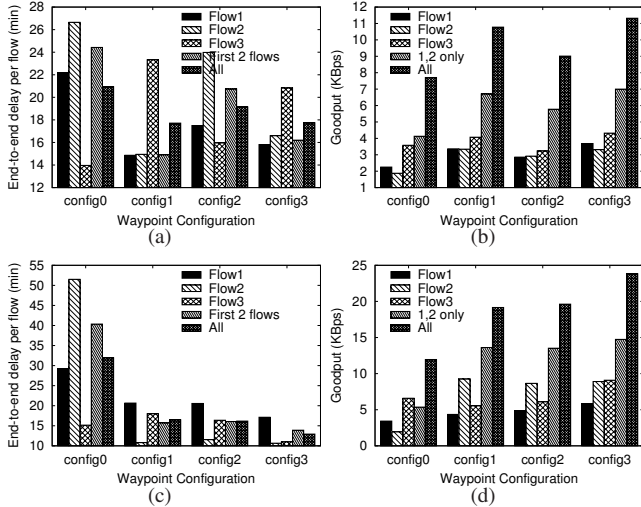 End-to-end delay per flow (min)
28
26
24
22
20
18
16
14
12
Flow1
Flow2
Flow3
First 2 flows
All
config0 config1 config2 config3
Waypoint Configuration
(a)
Goodput (KBps)
12
11
10
9
8
7
6
5
4
3
2
1
Flow1
Flow2
Flow3
1,2 only
All
config0 config1 config2 config3
Waypoint Configuration
(b)
End-to-end delay per flow (min)
55
50
45
40
35
30
25
20
15
10
Flow1
Flow2
Flow3
First 2 flows
All
config0 config1 config2 config3
Waypoint Configuration
(c)
Goodput (KBps)
25
20
15
10
5
0
Flow1
Flow2
Flow3
1,2 only
All
config0 config1 config2 config3
Waypoint Configuration
(d)